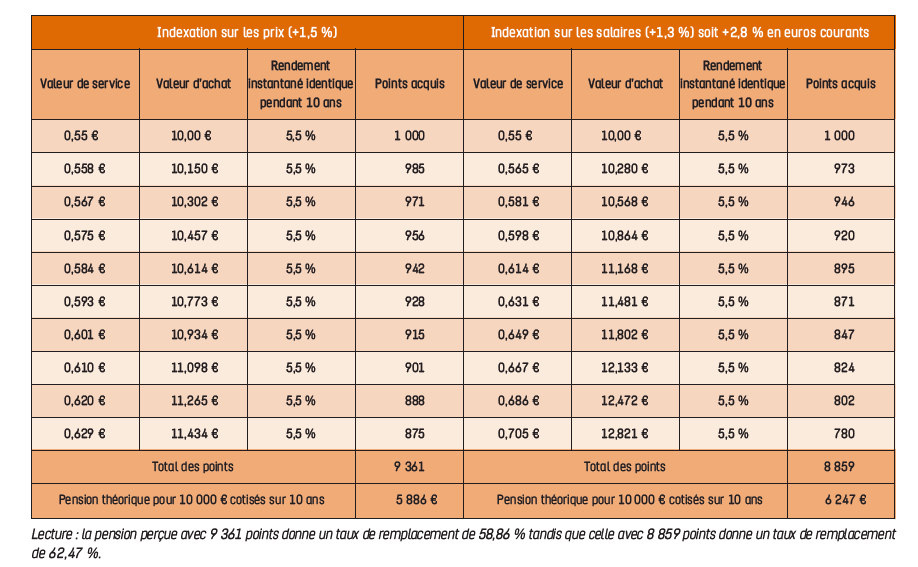 Indexation sur les prix (+1,5 %) Indexation sur les salaires (+1,3 %) soit +2,8 % en euros courants
Valeur de service Valeur d'achat Rendement instantané identique pendant 10 ans Points acquis Valeur de service Valeur d'achat Rendement instantané identique pendant 10 ans Points acquis
0,55 € 10,00 € 5,5 % 1 000 0,55 € 10,00 € 5,5 % 1 000
0,558 € 10,150 € 5,5 % 985 0,565 € 10,280 € 5,5 % 973
0,567 € 10,302 € 5,5 % 971 0,581 € 10,568 € 5,5 % 946
0,575 € 10,457 € 5,5 % 956 0,598 € 10,864 € 5,5 % 920
0,584 € 10,614 € 5,5 % 942 0,614 € 11,168 € 5,5 % 895
0,593 € 10,773 € 5,5 % 928 0,631 € 11,481 € 5,5 % 871
0,601 € 10,934 € 5,5 % 915 0,649 € 11,802 € 5,5 % 847
0,610 € 11,098 € 5,5 % 901 0,667 € 12,133 € 5,5 % 824
0,620 € 11,265 € 5,5 % 888 0,686 € 12,472 € 5,5 % 802
0,629 € 11,434 € 5,5 % 875 0,705 € 12,821 € 5,5 % 780
Total des points 9 361 Total des points 8 859
Pension théorique pour 10 000 € cotisés sur 10 ans 5 886 € Pension théorique pour 10 000 € cotisés sur 10 ans 6 247 €
Lecture : la pension perçue avec 9 361 points donne un taux de remplacement de 58,86 % tandis que celle avec 8 859 points donne un taux de remplacement
de 62,47 %.